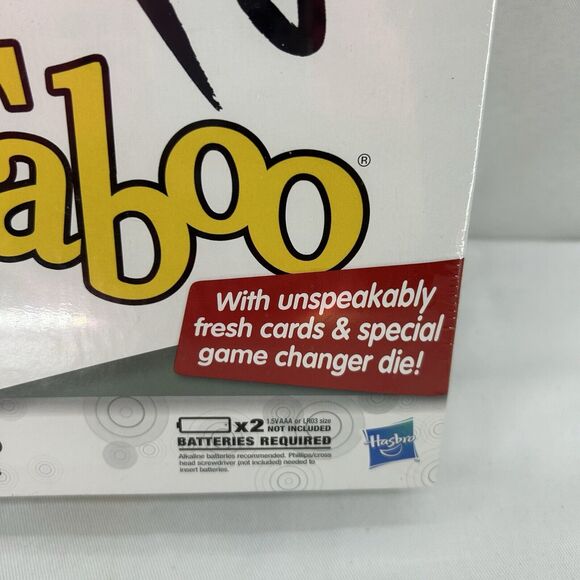 Taboo®
With unspeakably
fresh cards & special
game changer die!
x2 1.5V AAA or LR03 size
NOT INCLUDED
BATTERIES REQUIRED
Alkaline batteries recommended. Phillips/cross
head screwdriver (not included) needed to
insert batteries.
Hasbro